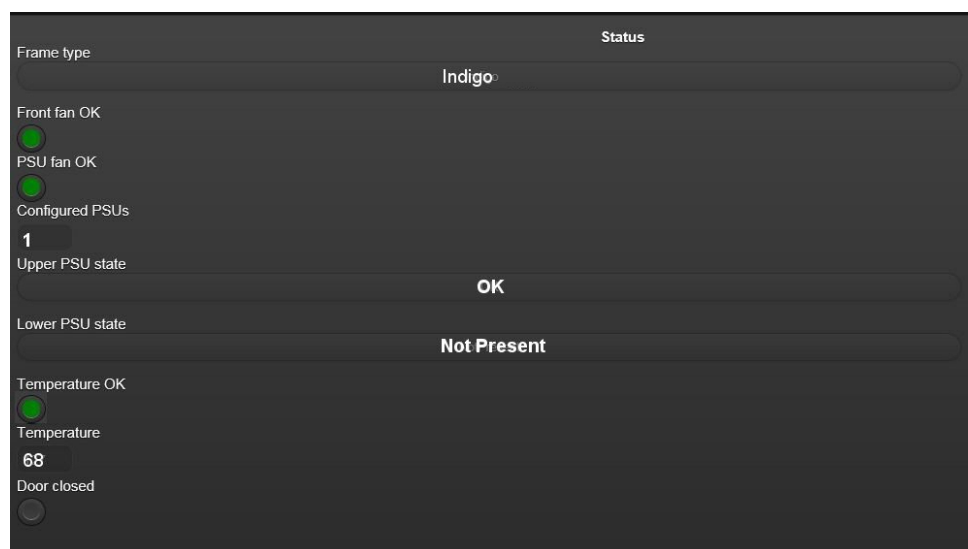 Status
Frame type
Indigo
Front fan OK
PSU fan OK
Configured PSUs
1
Upper PSU state
OK
Lower PSU state
Not Present
Temperature OK
Temperature
68
Door closed